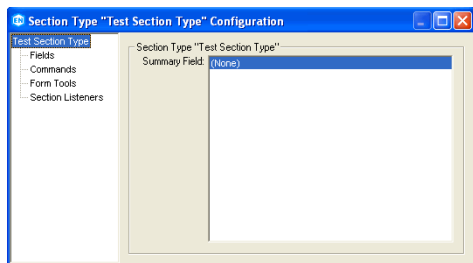 Section Type "Test Section Type" Configuration
Test Section Type
Fields
Commands
Form Tools
Section Listeners
Section Type "Test Section Type"
Summary Field: (None)